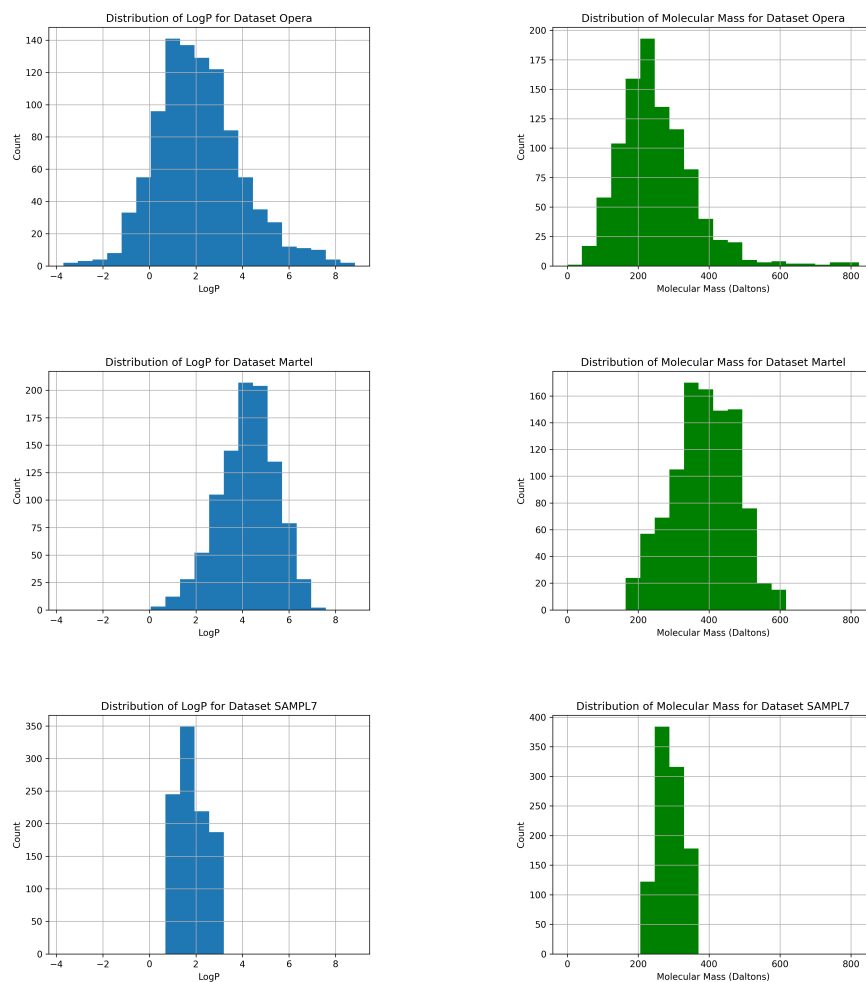 Distribution of LogP for Dataset Opera
140
120
100
80
60
40
20
0
Count
−4 −2 0 2 4 6 8
LogP
Distribution of Molecular Mass for Dataset Opera
200
175
150
125
100
75
50
25
0
Count
0 200 400 600 800
Molecular Mass (Daltons)
Distribution of LogP for Dataset Martel
200
175
150
125
100
75
50
25
0
Count
−4 −2 0 2 4 6 8
LogP
Distribution of Molecular Mass for Dataset Martel
160
140
120
100
80
60
40
20
0
Count
0 200 400 600 800
Molecular Mass (Daltons)
Distribution of LogP for Dataset SAMPL7
350
300
250
200
150
100
50
0
Count
−4 −2 0 2 4 6 8
LogP
Distribution of Molecular Mass for Dataset SAMPL7
400
350
300
250
200
150
100
50
0
Count
0 200 400 600 800
Molecular Mass (Daltons)